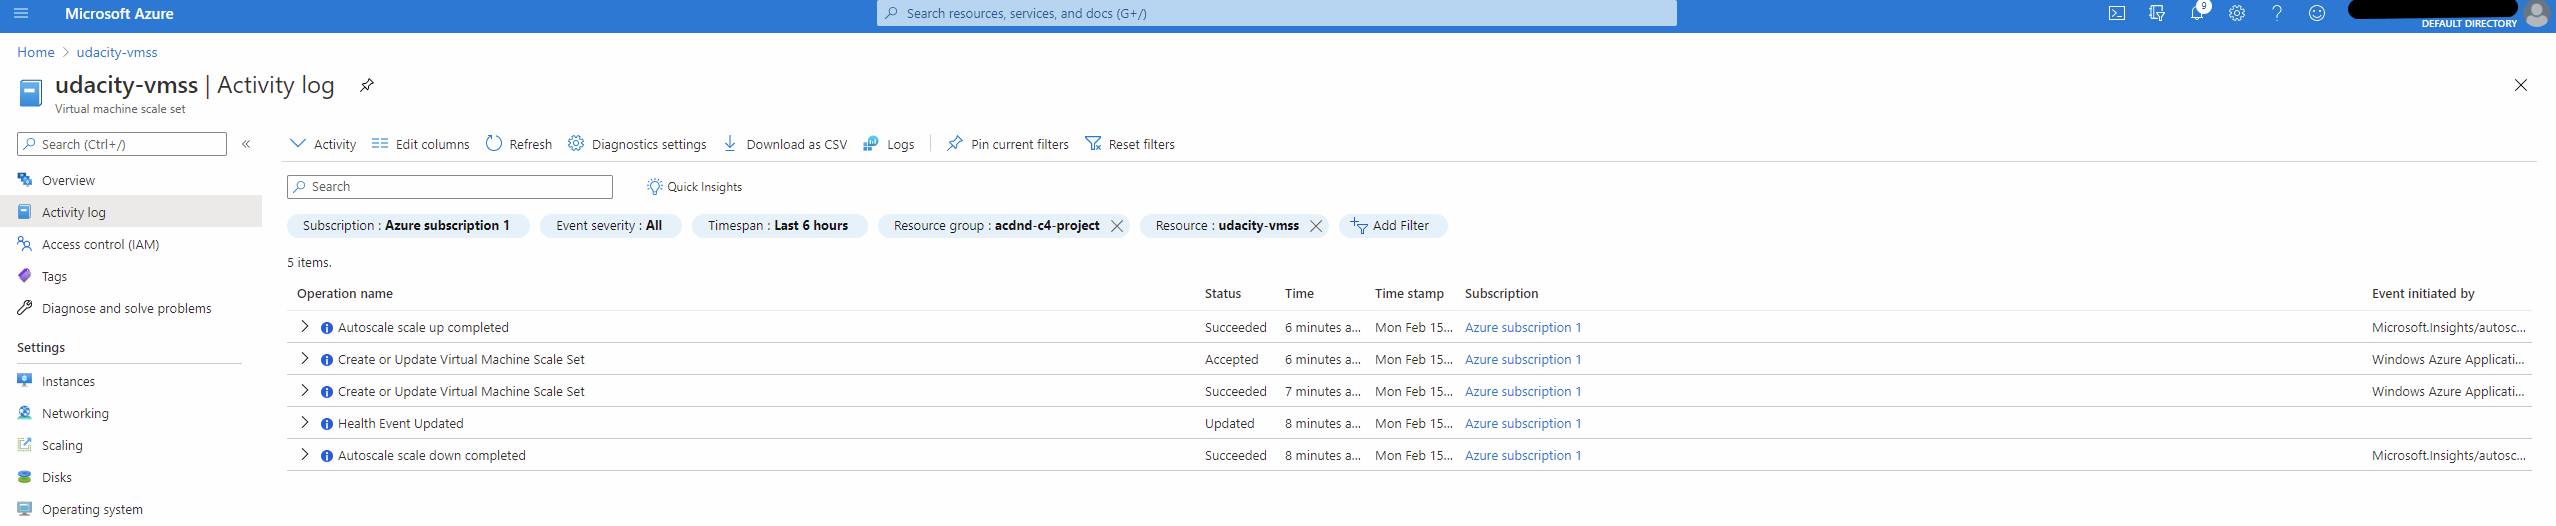 Microsoft Azure
Search resources, services, and docs (G+/)
9
DEFAULT DIRECTORY
Home > udacity-vmss
udacity-vmss | Activity log
Virtual machine scale set
Search (Ctrl+/)
«
Overview
Activity log
Access control (IAM)
Tags
Diagnose and solve problems
Settings
Instances
Networking
Scaling
Disks
Operating system
Activity Edit columns Refresh Diagnostics settings Download as CSV Logs Pin current filters Reset filters
Search Quick Insights
Subscription : Azure subscription 1 Event severity : All Timespan : Last 6 hours Resource group : acdnd-c4-project Resource : udacity-vmss Add Filter
5 items.
Operation name Status Time Time stamp Subscription Event initiated by
Autoscale scale up completed Succeeded 6 minutes a... Mon Feb 15... Azure subscription 1 Microsoft.Insights/autosc...
Create or Update Virtual Machine Scale Set Accepted 6 minutes a... Mon Feb 15... Azure subscription 1 Windows Azure Applicati...
Create or Update Virtual Machine Scale Set Succeeded 7 minutes a... Mon Feb 15... Azure subscription 1 Windows Azure Applicati...
Health Event Updated Updated 8 minutes a... Mon Feb 15... Azure subscription 1
Autoscale scale down completed Succeeded 8 minutes a... Mon Feb 15... Azure subscription 1 Microsoft.Insights/autosc...